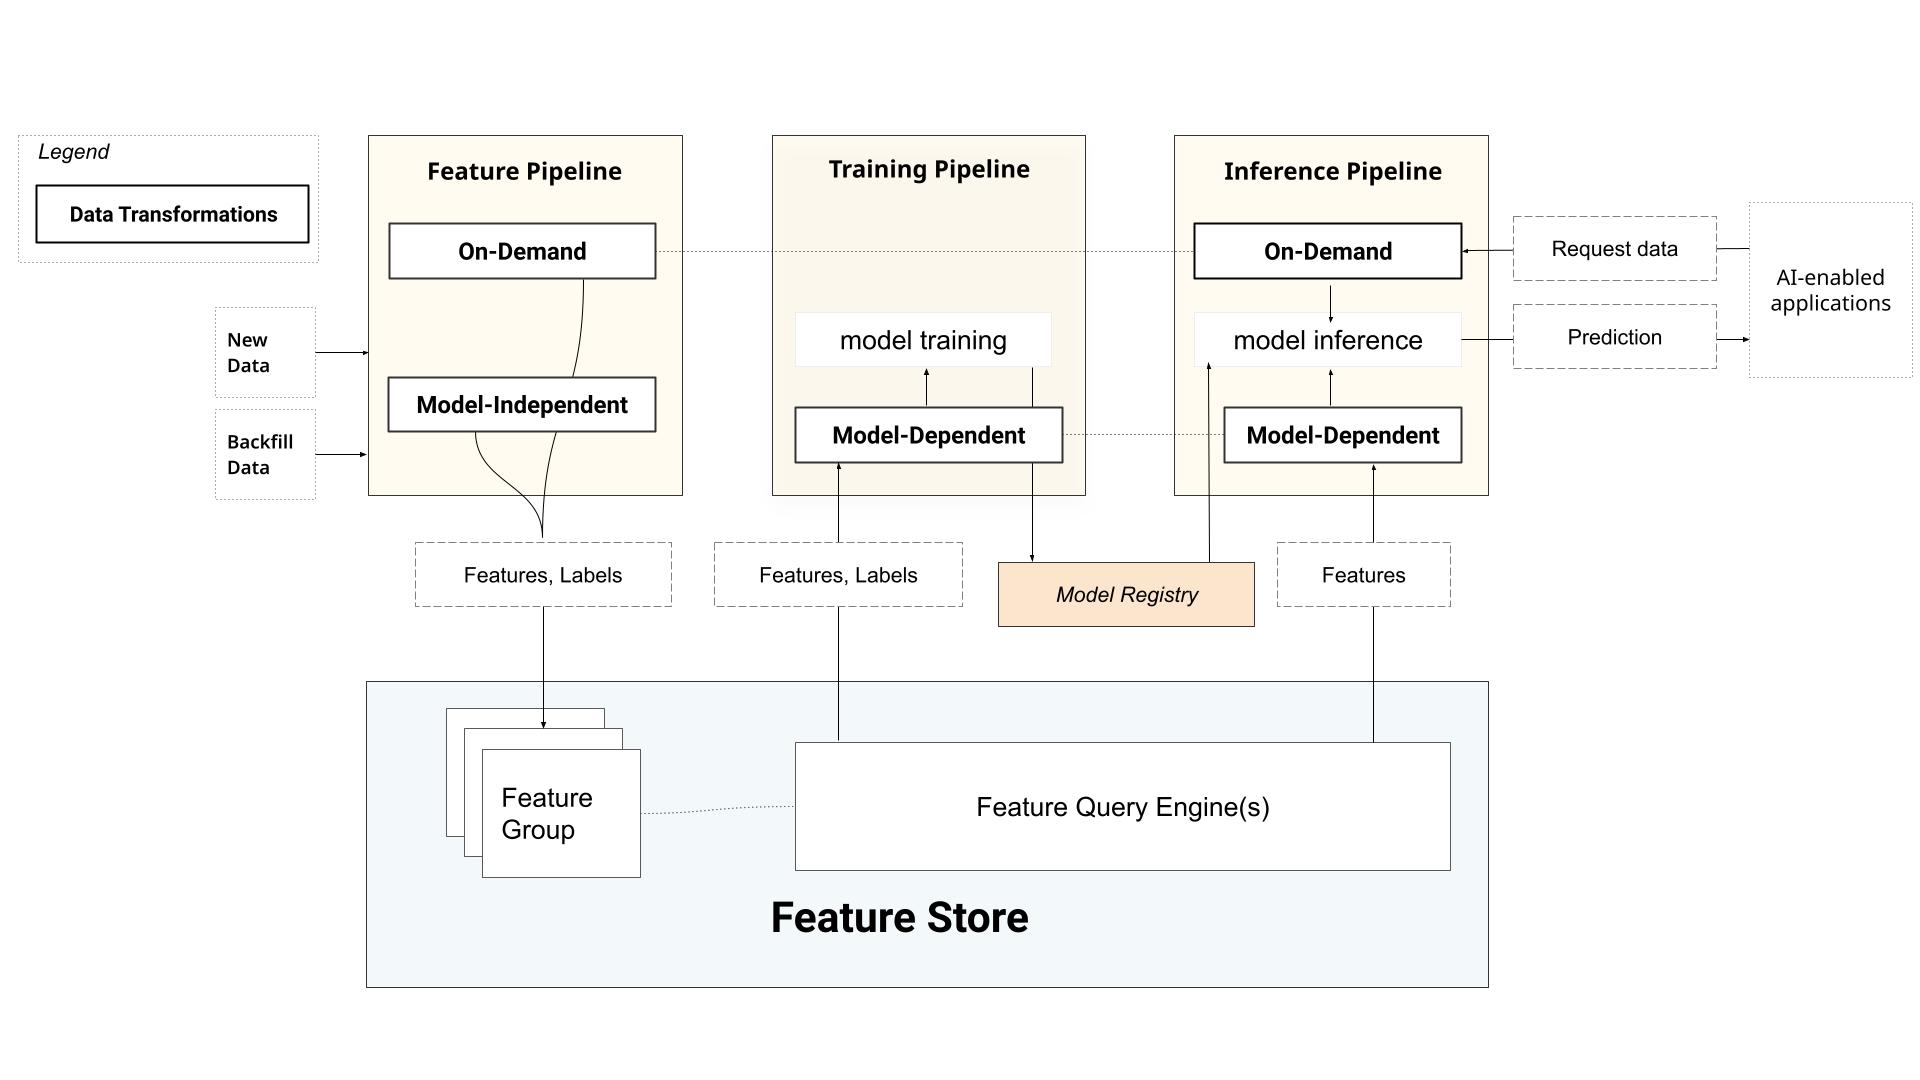 Legend
Data Transformations
New
Data
Backfill
Data
Feature Pipeline
On-Demand
Model-Independent
Training Pipeline
model training
Model-Dependent
Inference Pipeline
On-Demand
model inference
Model-Dependent
Request data
Prediction
AI-enabled
applications
Features, Labels
Features, Labels
Model Registry
Features
Feature
Group
Feature Query Engine(s)
Feature Store